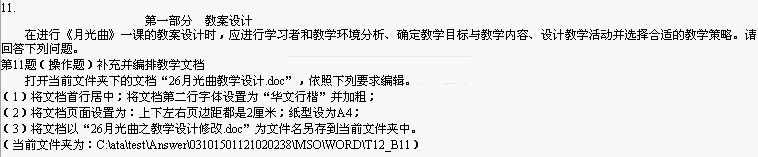 11.
第一部分 教案设计
在进行《月光曲》一课的教案设计时，应进行学习者和教学环境分析、确定教学目标与教学内容、设计教学活动并选择合适的教学策略。请
回答下列问题。
第11题(操作题)补充并编排教学文档
打开当前文件夹下的文档“26月光曲教学设计.doc”，依照下列要求编辑。
(1)将文档首行居中；将文档第二行字体设置为“华文行楷”并加粗；
(2)将文档页面设置为：上下左右页边距都是2厘米；纸型设为A4；
(3)将文档以“26月光曲之教学设计修改.doc”为文件名另存到当前文件夹中。
(当前文件夹为：C:\ata\test\Answer\03101501121020238\MSO\WORD\T12_B11)